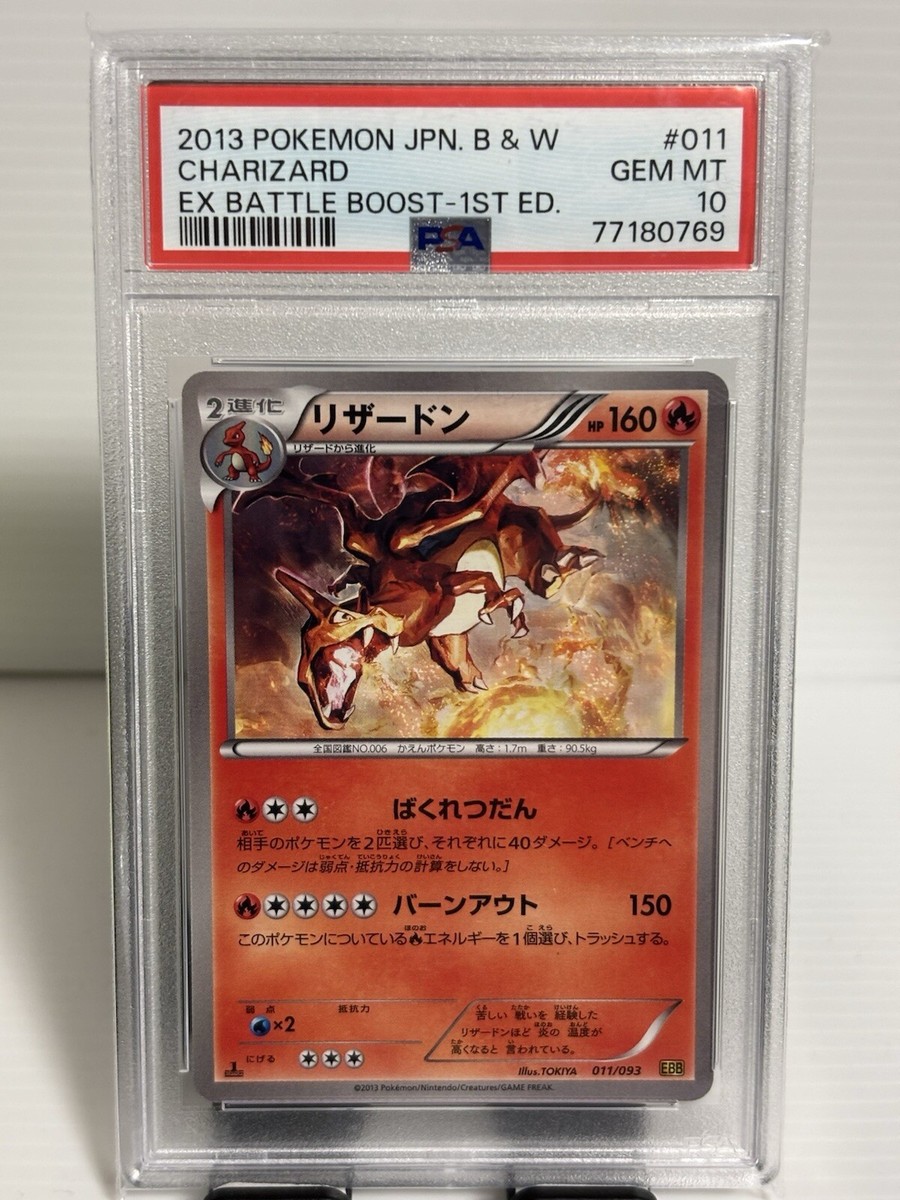 2013 POKEMON JPN. B & W #011
CHARIZARD GEM MT
EX BATTLE BOOST-1ST ED. 10
PSA 77180769
2進化 リザードン HP 160
リザードから進化
全国図鑑NO.006 かえんポケモン 高さ:1.7m 重さ:90.5kg
ばくれつだん
相手のポケモンを2匹選び、それぞれに40ダメージ。[ベンチへ
のダメージは弱点・抵抗力の計算をしない。]
バーンアウト 150
このポケモンについているエネルギーを1個選び、トラッシュする。
弱点 抵抗力
×2
にげる
苦しい 戦いを 経験した
リザードンほど 炎の 温度が
高くなると 言われている。
1 Illus.TOKIYA 011/093 EBB
©2013 Pokémon/Nintendo/Creatures/GAME FREAK.